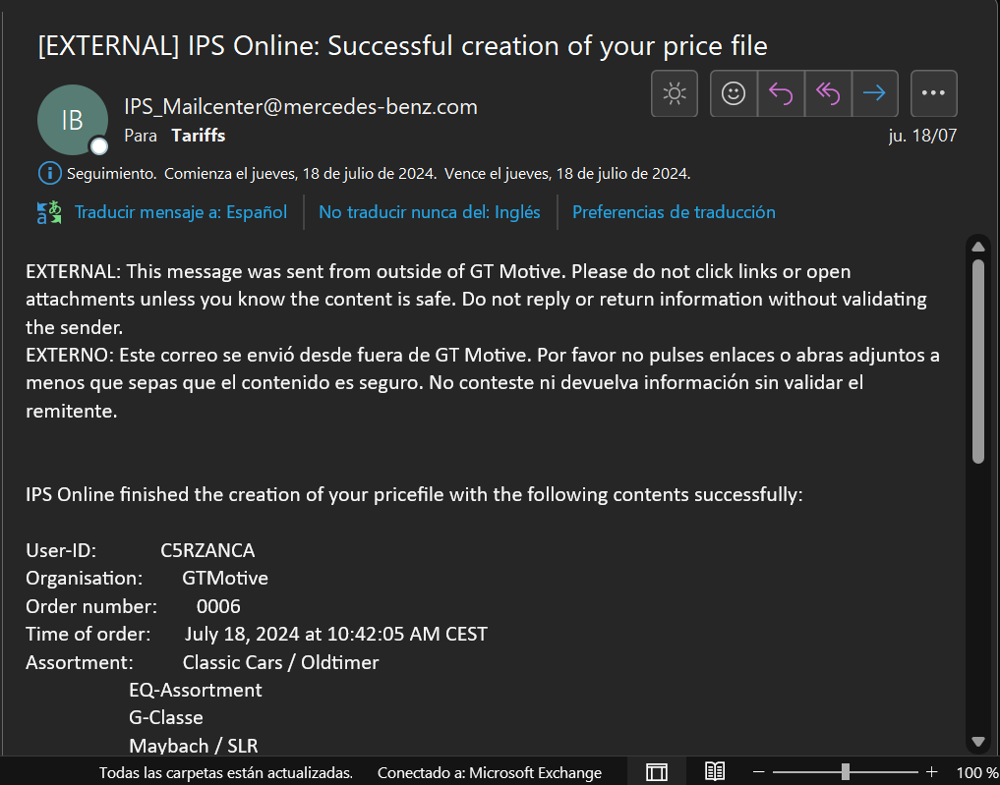 [EXTERNAL] IPS Online: Successful creation of your price file
IB
IPS_Mailcenter@mercedes-benz.com
Para Tariffs
ju. 18/07
Seguimiento. Comienza el jueves, 18 de julio de 2024. Vence el jueves, 18 de julio de 2024.
Traducir mensaje a: Español
No traducir nunca del: Inglés
Preferencias de traducción
EXTERNAL: This message was sent from outside of GT Motive. Please do not click links or open
attachments unless you know the content is safe. Do not reply or return information without validating
the sender.
EXTERNO: Este correo se envió desde fuera de GT Motive. Por favor no pulses enlaces o abras adjuntos a
menos que sepas que el contenido es seguro. No conteste ni devuelva información sin validar el
remitente.
IPS Online finished the creation of your pricefile with the following contents successfully:
User-ID: C5RZANCA
Organisation: GTMotive
Order number: 0006
Time of order: July 18, 2024 at 10:42:05 AM CEST
Assortment: Classic Cars / Oldtimer
EQ-Assortment
G-Classe
Maybach / SLR
Todas las carpetas están actualizadas. Conectado a: Microsoft Exchange 100 %